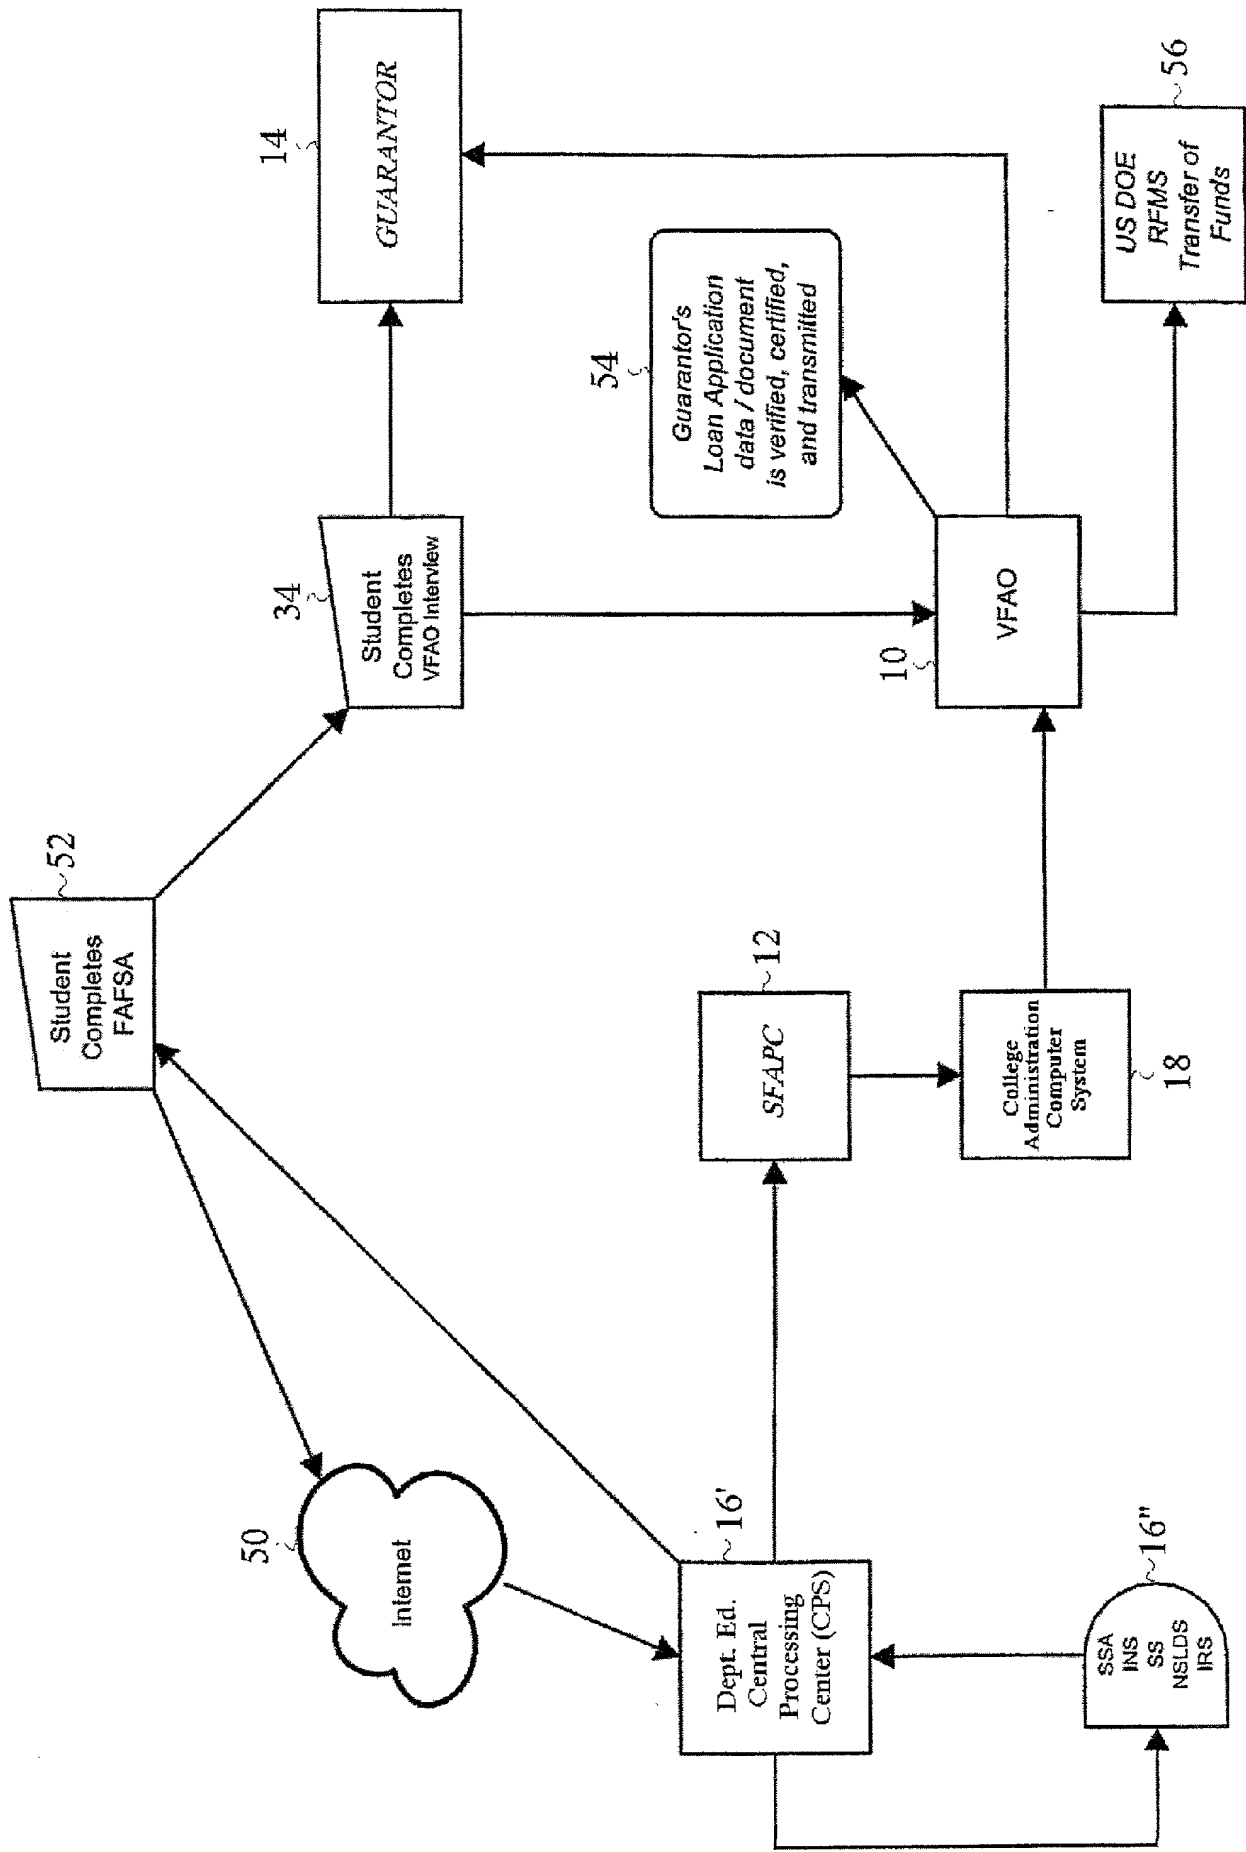 Student
Completes
FAFSA
52
50
Internet
34
Student
Completes
VFAO Interview
14
GUARANTOR
54
Guarantor's
Loan Application
data / document
is verified, certified,
and transmitted
16'
Dept. Ed.
Central
Processing
Center (CPS)
SFAPC
12
10
VFAO
College
Administration
Computer
System
18
US DOE
RFMS
Transfer of
Funds
56
SSA
INS
SS
NSLDS
IRS
16"